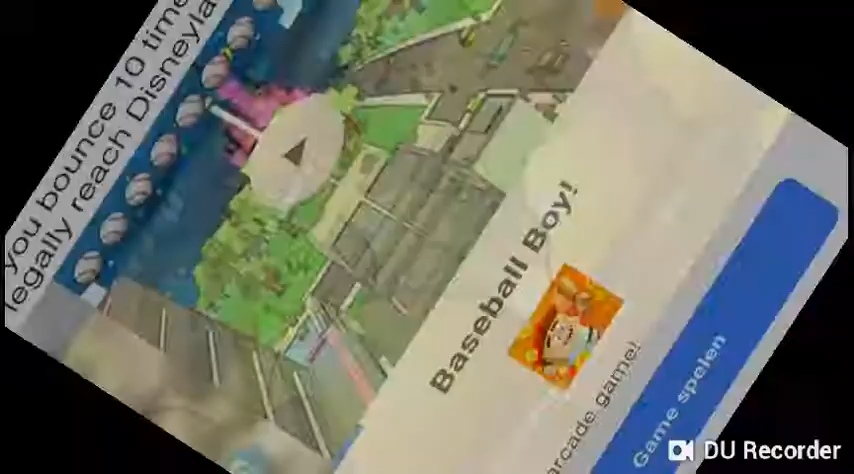 you bounce 10 time
legally reach Disneyla
Baseball Boy!
arcade game!
Game spelen
DU Recorder